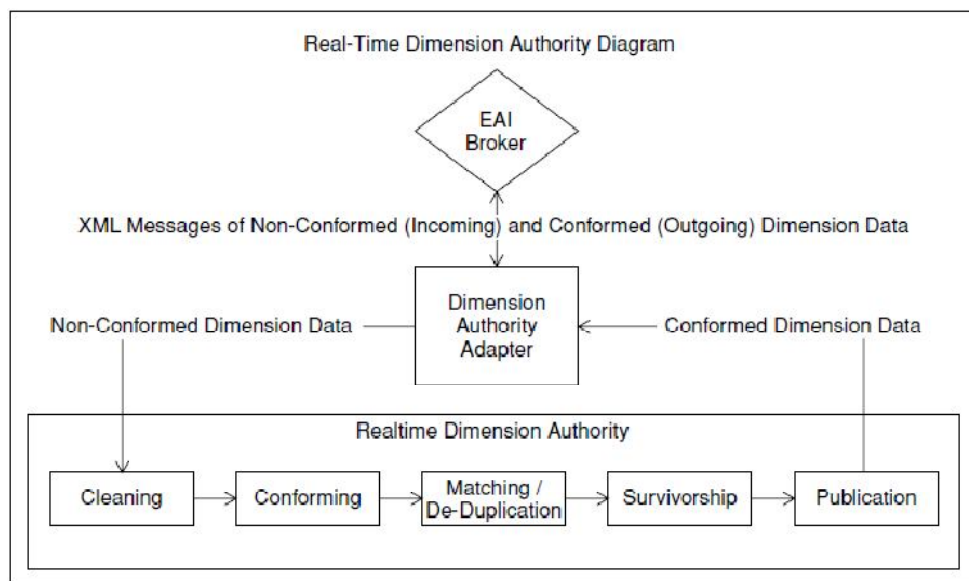 Real-Time Dimension Authority Diagram
EAI
Broker
XML Messages of Non-Conformed (Incoming) and Conformed (Outgoing) Dimension Data
Dimension
Authority
Adapter
Non-Conformed Dimension Data
Conformed Dimension Data
Realtime Dimension Authority
Cleaning
Conforming
Matching /
De-Duplication
Survivorship
Publication